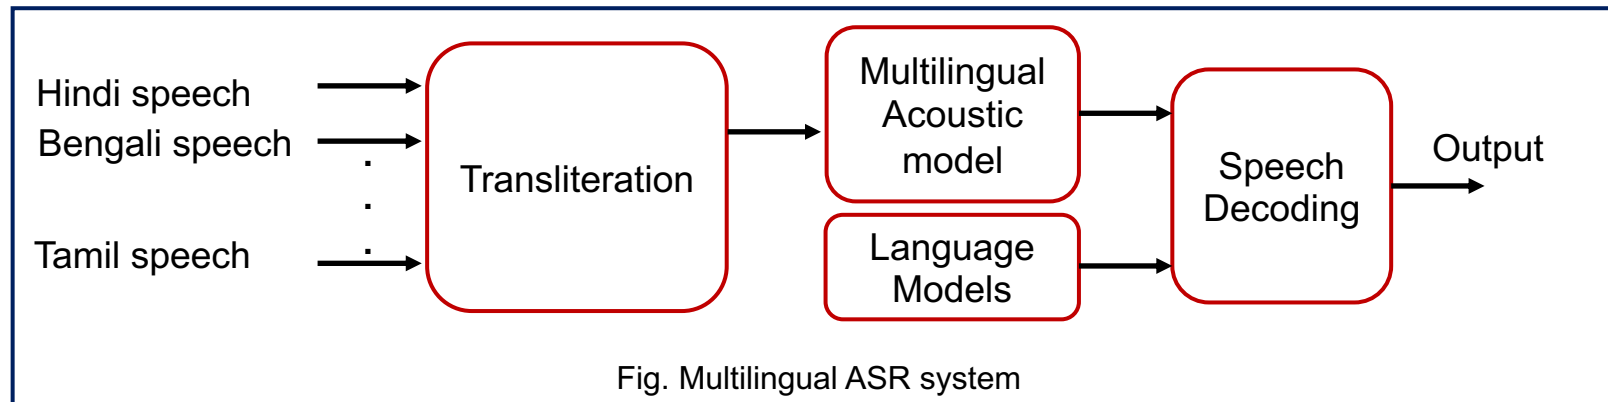 Hindi speech
Bengali speech
Tamil speech
Transliteration
Multilingual
Acoustic
model
Language
Models
Speech
Decoding
Output
Fig. Multilingual ASR system